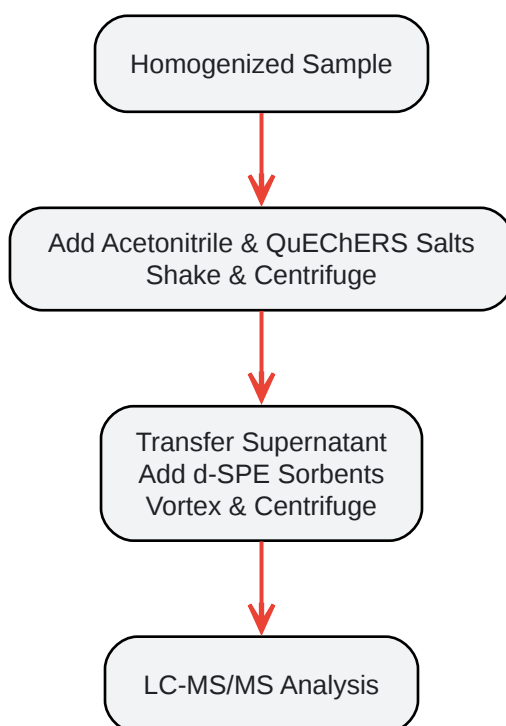 Homogenized Sample
Add Acetonitrile & QuEChERS Salts
Shake & Centrifuge
Transfer Supernatant
Add d-SPE Sorbents
Vortex & Centrifuge
LC-MS/MS Analysis